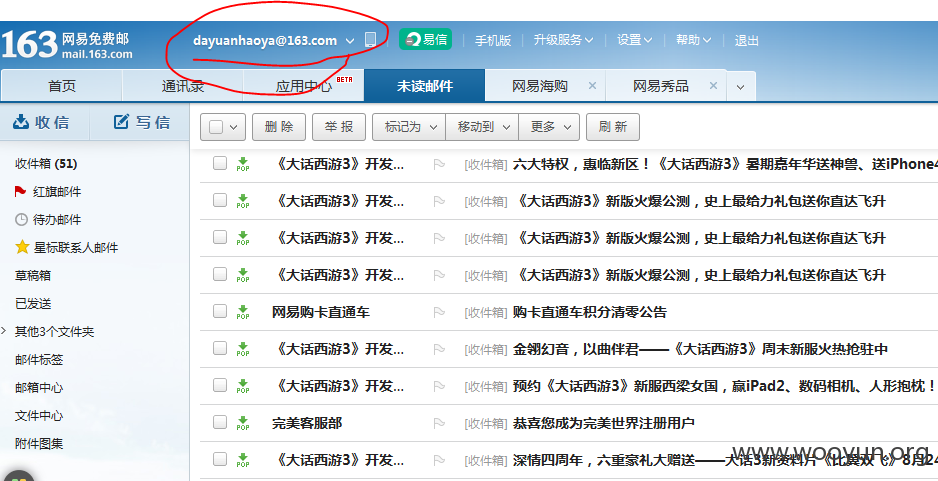 163 网易免费邮 mail.163.com dayuanhaoya@163.com 易信 手机版 升级服务 设置 帮助 退出
首页 通讯录 应用中心 BETA 未读邮件 网易海购 × 网易秀品 ×
收信 写信 删除 举报 标记为 移动到 更多 刷新
收件箱 (51)
红旗邮件
待办邮件
星标联系人邮件
草稿箱
已发送
其他3个文件夹
邮件标签
邮箱中心
文件中心
附件图集
POP 《大话西游3》开发... [收件箱] 六大特权，惠临新区！《大话西游3》暑期嘉年华送神兽、送iPhone4
POP 《大话西游3》开发... [收件箱] 《大话西游3》新版火爆公测，史上最给力礼包送你直达飞升
POP 《大话西游3》开发... [收件箱] 《大话西游3》新版火爆公测，史上最给力礼包送你直达飞升
POP 《大话西游3》开发... [收件箱] 《大话西游3》新版火爆公测，史上最给力礼包送你直达飞升
POP 网易购卡直通车 [收件箱] 购卡直通车积分清零公告
POP 《大话西游3》开发... [收件箱] 金翎幻音，以曲伴君——《大话西游3》周末新服火热抢驻中
POP 《大话西游3》开发... [收件箱] 预约《大话西游3》新服西梁女国，赢iPad2、数码相机、人形抱枕！
POP 完美客服部 [收件箱] 恭喜您成为完美世界注册用户
POP 《大话西游3》开发... [收件箱] 深情四周年，六重豪礼大赠送——大话3新资料片《比翼双飞》8月24
www.wooyun.org